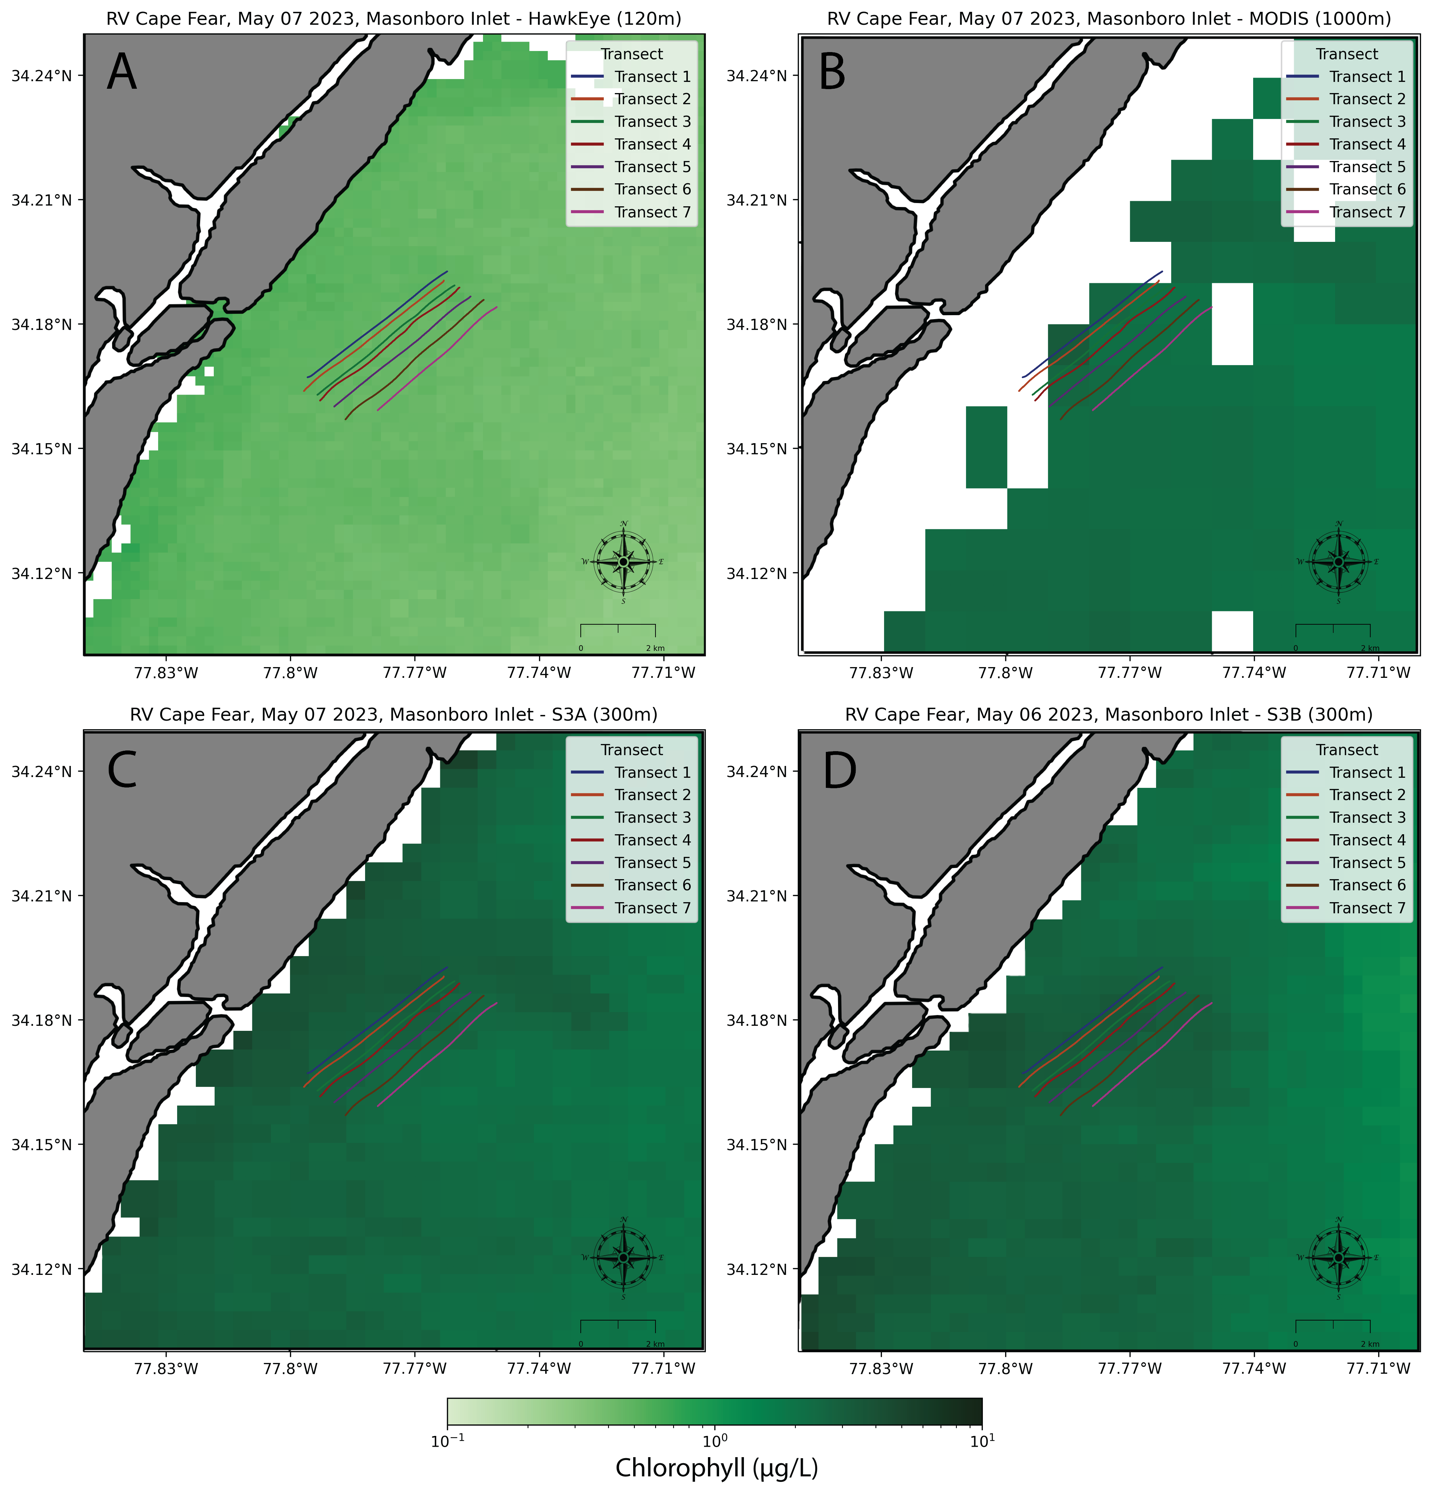 RV Cape Fear, May 07 2023, Masonboro Inlet - HawkEye (120m)
A
Transect
Transect 1
Transect 2
Transect 3
Transect 4
Transect 5
Transect 6
Transect 7
34.24°N
34.21°N
34.18°N
34.15°N
34.12°N
N
W
E
S
0 2 km
77.83°W 77.8°W 77.77°W 77.74°W 77.71°W
RV Cape Fear, May 07 2023, Masonboro Inlet - MODIS (1000m)
B
Transect
Transect 1
Transect 2
Transect 3
Transect 4
Transect 5
Transect 6
Transect 7
34.24°N
34.21°N
34.18°N
34.15°N
34.12°N
N
W
E
S
0 2 km
77.83°W 77.8°W 77.77°W 77.74°W 77.71°W
RV Cape Fear, May 07 2023, Masonboro Inlet - S3A (300m)
C
Transect
Transect 1
Transect 2
Transect 3
Transect 4
Transect 5
Transect 6
Transect 7
34.24°N
34.21°N
34.18°N
34.15°N
34.12°N
N
W
E
S
0 2 km
77.83°W 77.8°W 77.77°W 77.74°W 77.71°W
RV Cape Fear, May 06 2023, Masonboro Inlet - S3B (300m)
D
Transect
Transect 1
Transect 2
Transect 3
Transect 4
Transect 5
Transect 6
Transect 7
34.24°N
34.21°N
34.18°N
34.15°N
34.12°N
N
W
E
S
0 2 km
77.83°W 77.8°W 77.77°W 77.74°W 77.71°W
10⁻¹ 10⁰ 10¹
Chlorophyll (µg/L)